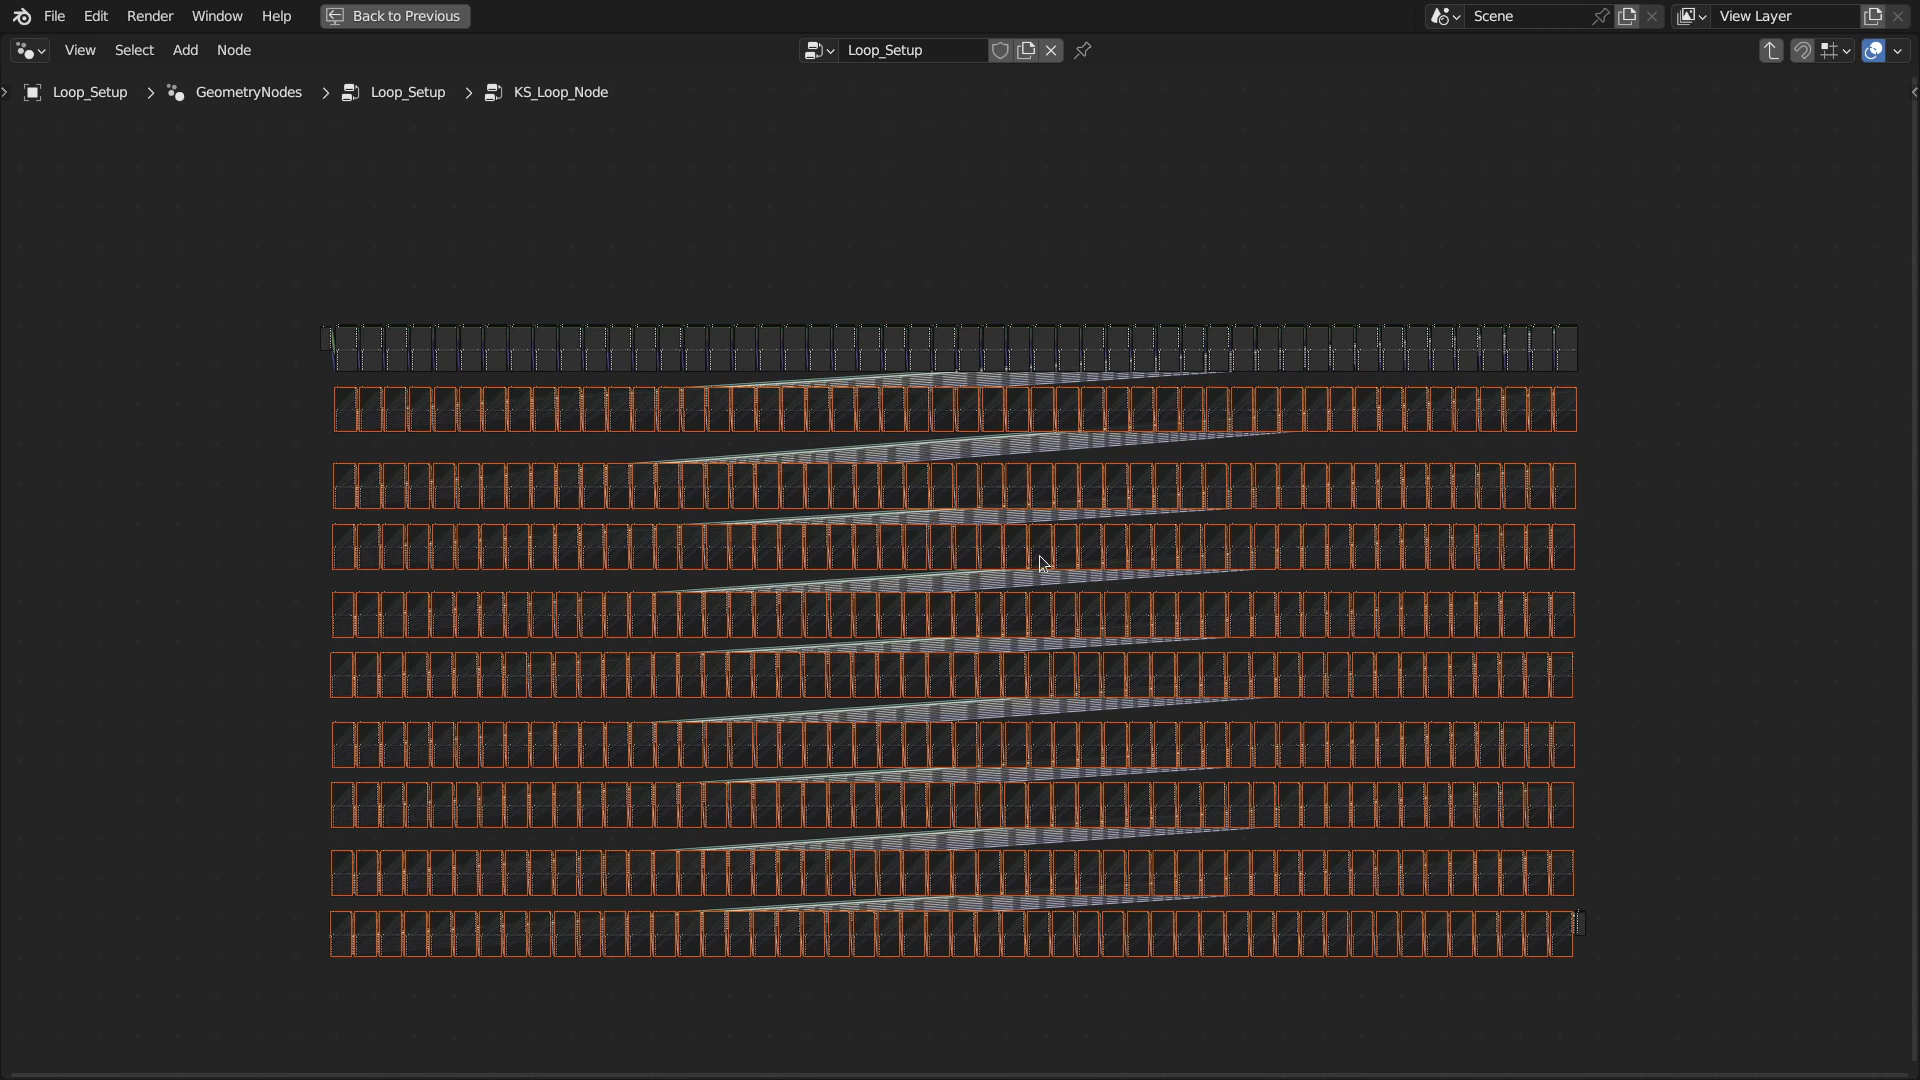 File Edit Render Window Help Back to Previous Scene View Layer
View Select Add Node Loop_Setup
Loop_Setup GeometryNodes Loop_Setup KS_Loop_Node